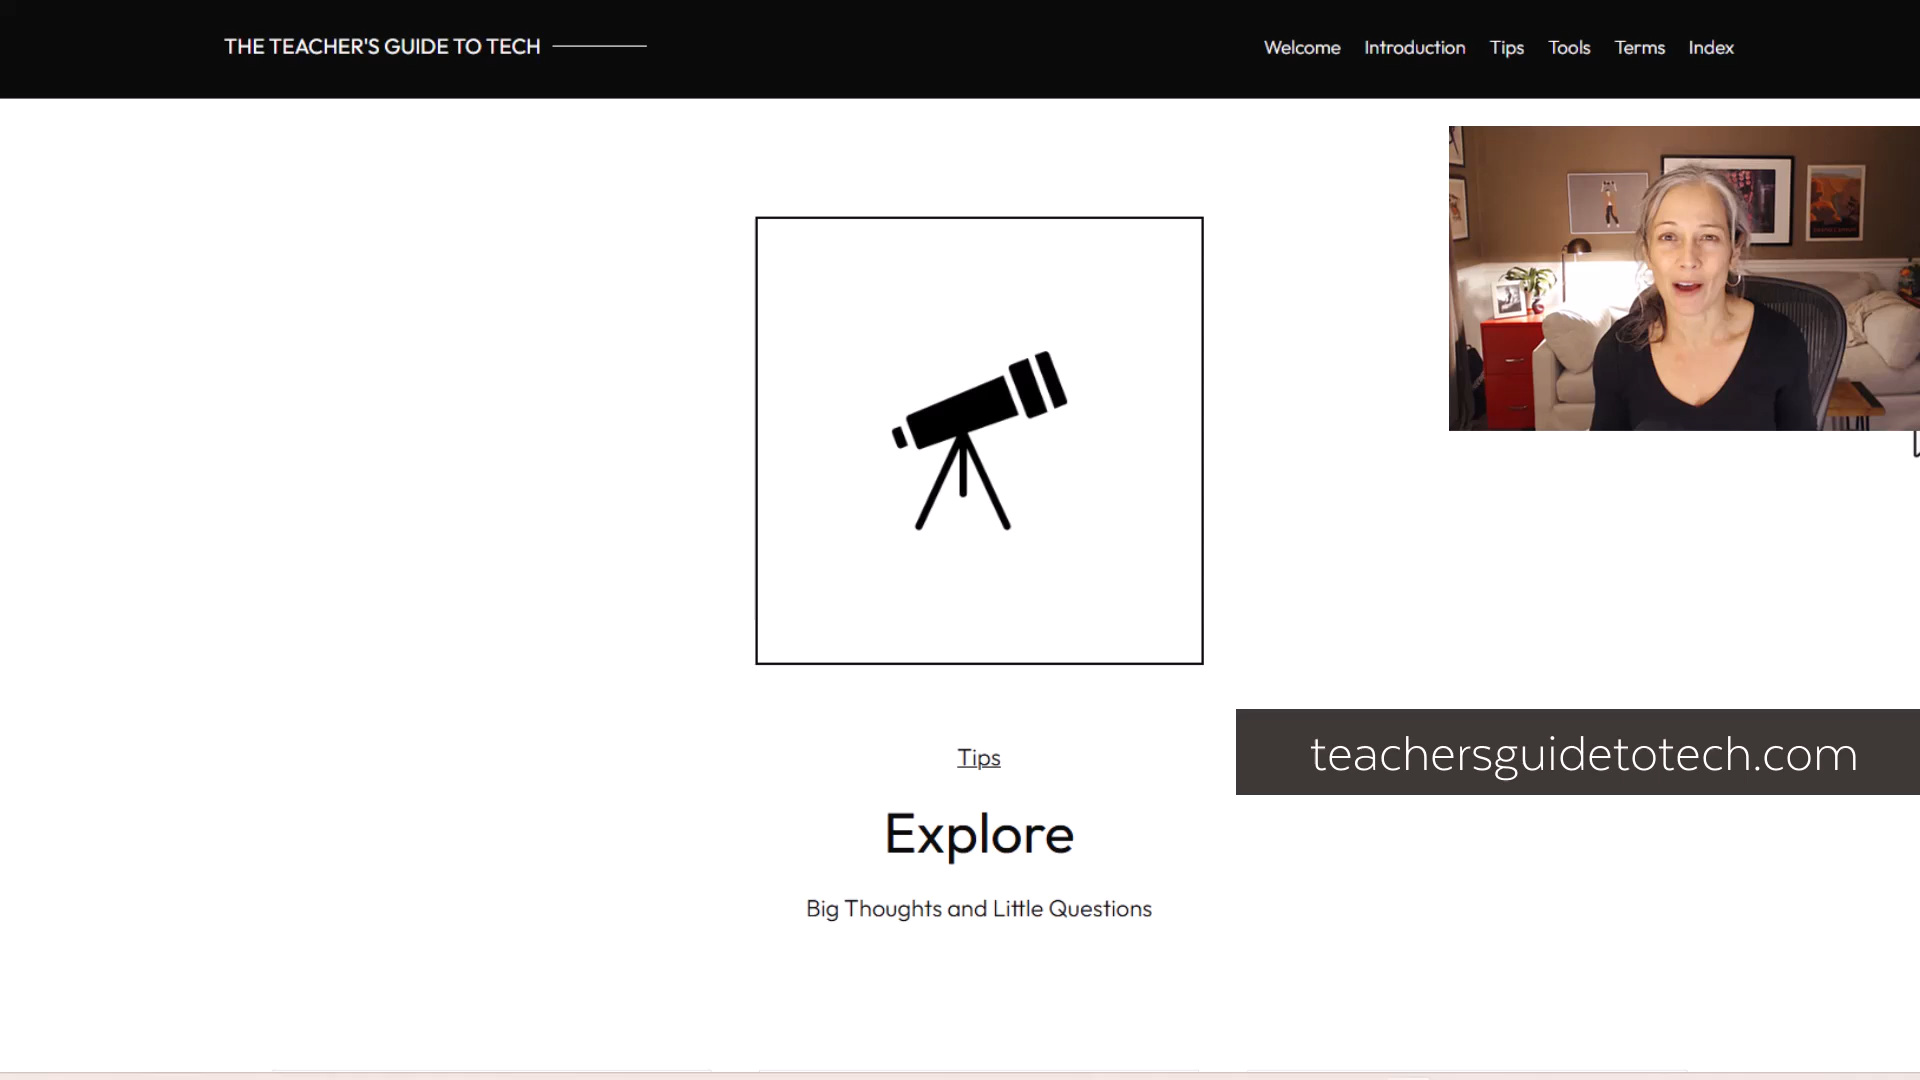 THE TEACHER'S GUIDE TO TECH
Welcome Introduction Tips Tools Terms Index
teachersguidetotech.com
Tips
Explore
Big Thoughts and Little Questions